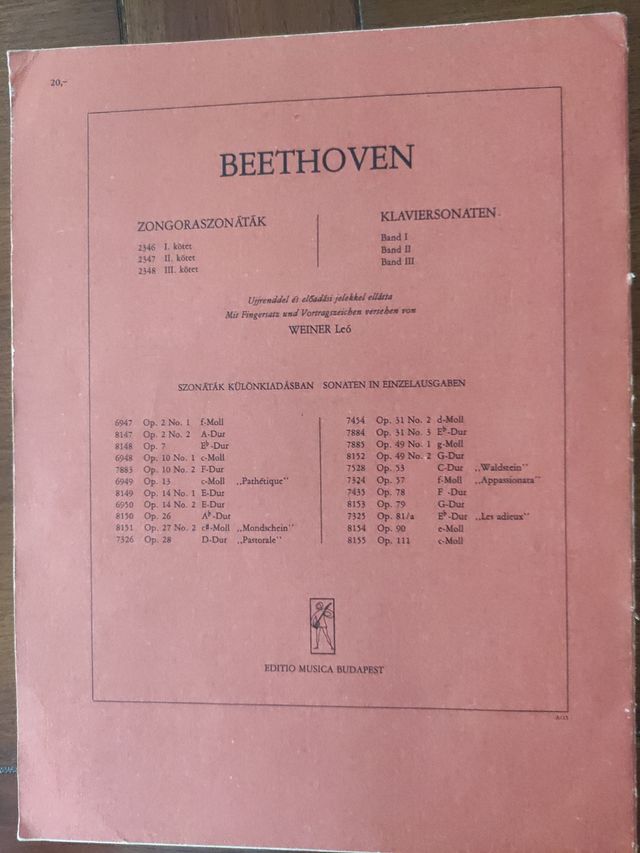 20,-
BEETHOVEN
ZONGORASZONÁTÁK
2346 I. kötet
2347 II. kötet
2348 III. kötet
KLAVIERSONATEN
Band I
Band II
Band III
Ujjrenddel és előadási jelekkel ellátta
Mit Fingersatz und Vortragszeichen versehen von
WEINER Leó
SZONÁTÁK KÜLÖNKIADÁSBAN SONATEN IN EINZELAUSGABEN
6947 Op. 2 No. 1 f-Moll
8147 Op. 2 No. 2 A-Dur
8148 Op. 7 E♭-Dur
6948 Op. 10 No. 1 c-Moll
7883 Op. 10 No. 2 F-Dur
6949 Op. 13 c-Moll „Pathétique”
8149 Op. 14 No. 1 E-Dur
6950 Op. 14 No. 2 E-Dur
8150 Op. 26 A♭-Dur
8151 Op. 27 No. 2 c#-Moll „Mondschein”
7326 Op. 28 D-Dur „Pastorale”
7454 Op. 31 No. 2 d-Moll
7884 Op. 31 No. 3 E♭-Dur
7885 Op. 49 No. 1 g-Moll
8152 Op. 49 No. 2 G-Dur
7528 Op. 53 C-Dur „Waldstein”
7324 Op. 57 f-Moll „Appassionata”
7435 Op. 78 F -Dur
8153 Op. 79 G-Dur
7325 Op. 81/a E♭-Dur „Les adieux”
8154 Op. 90 e-Moll
8155 Op. 111 c-Moll
EDITIO MUSICA BUDAPEST